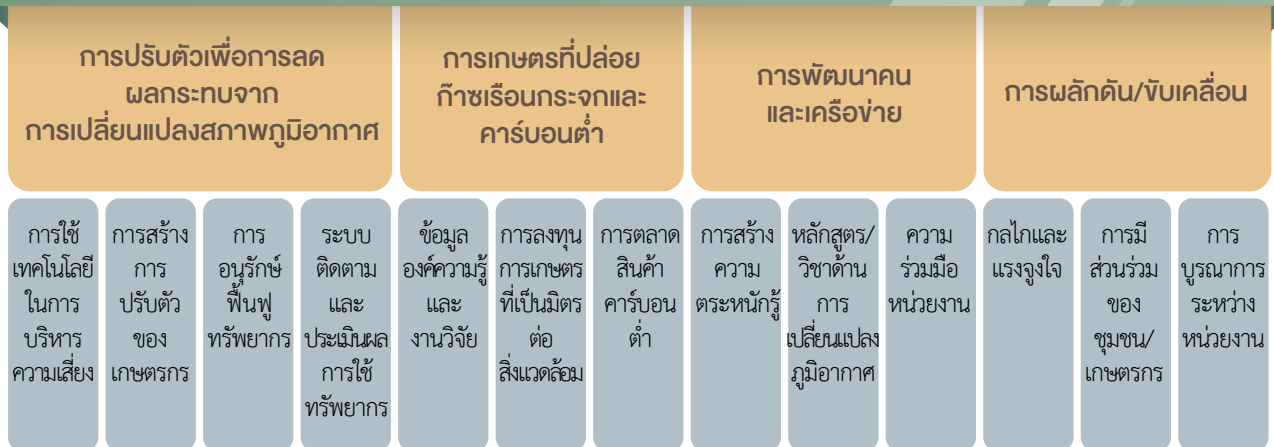 การปรับตัวเพื่อการลด
ผลกระทบจาก
การเปลี่ยนแปลงสภาพภูมิอากาศ
การเกษตรที่ปล่อย
ก๊าซเรือนกระจกและ
คาร์บอนต่ำ
การพัฒนาคน
และเครือข่าย
การผลักดัน/ขับเคลื่อน
การใช้
เทคโนโลยี
ในการ
บริหาร
ความเสี่ยง
การสร้าง
การ
ปรับตัว
ของ
เกษตรกร
การ
อนุรักษ์
ฟื้นฟู
ทรัพยากร
ระบบ
ติดตาม
และ
ประเมินผล
การใช้
ทรัพยากร
ข้อมูล
องค์ความรู้
และ
งานวิจัย
การลงทุน
การเกษตร
ที่เป็นมิตร
ต่อ
สิ่งแวดล้อม
การตลาด
สินค้า
คาร์บอน
ต่ำ
การสร้าง
ความ
ตระหนักรู้
หลักสูตร/
วิชาด้าน
การ
เปลี่ยนแปลง
ภูมิอากาศ
ความ
ร่วมมือ
หน่วยงาน
กลไกและ
แรงจูงใจ
การมี
ส่วนร่วม
ของ
ชุมชน/
เกษตรกร
การ
บูรณาการ
ระหว่าง
หน่วยงาน